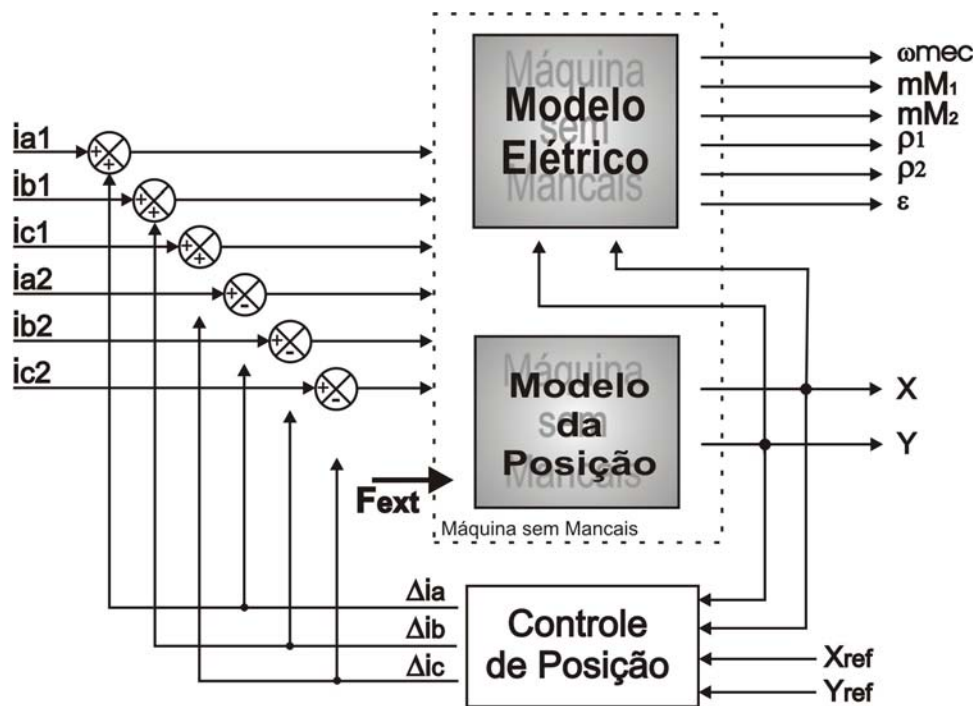 ia1
ib1
ic1
ia2
ib2
ic2
+
+
+
+
+
+
+
-
+
-
+
-
Máquina
sem
Mancais
Modelo
Elétrico
ωmec
mM1
mM2
ρ1
ρ2
ε
Máquina
sem
Mancais
Modelo
da
Posição
X
Y
Fext
Máquina sem Mancais
Δia
Δib
Δic
Controle
de Posição
Xref
Yref